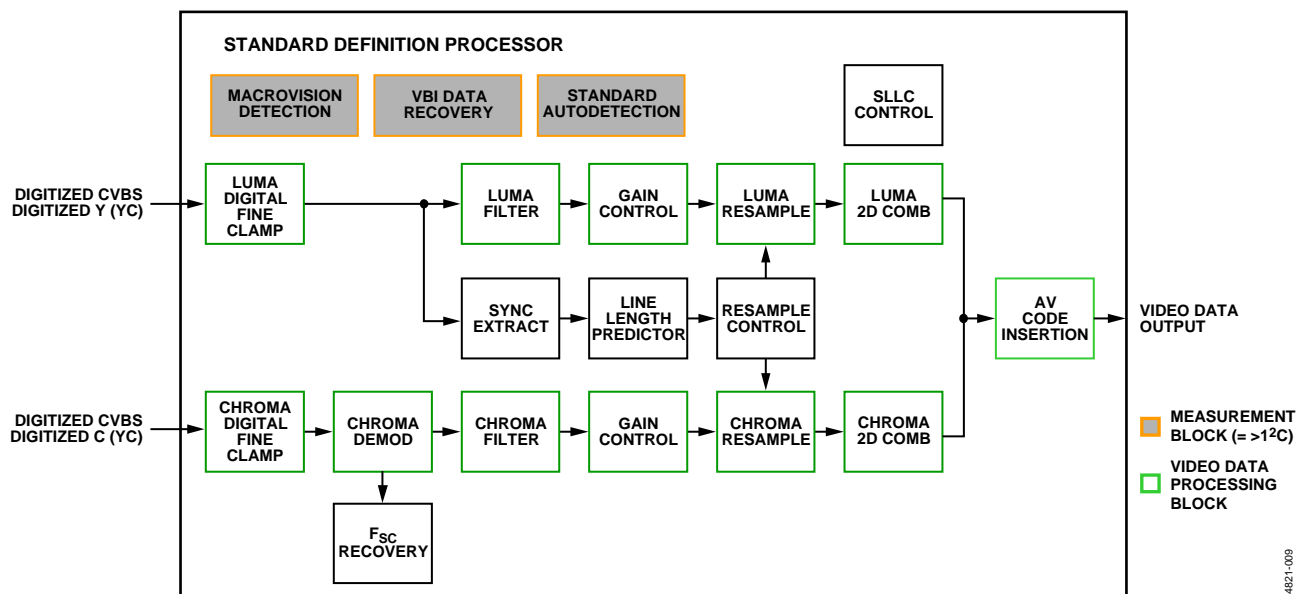 STANDARD DEFINITION PROCESSOR
MACROVISION
DETECTION
VBI DATA
RECOVERY
STANDARD
AUTODETECTION
SLLC
CONTROL
DIGITIZED CVBS
DIGITIZED Y (YC)
LUMA
DIGITAL
FINE
CLAMP
LUMA
FILTER
GAIN
CONTROL
LUMA
RESAMPLE
LUMA
2D COMB
SYNC
EXTRACT
LINE
LENGTH
PREDICTOR
RESAMPLE
CONTROL
AV
CODE
INSERTION
VIDEO DATA
OUTPUT
DIGITIZED CVBS
DIGITIZED C (YC)
CHROMA
DIGITAL
FINE
CLAMP
CHROMA
DEMOD
CHROMA
FILTER
GAIN
CONTROL
CHROMA
RESAMPLE
CHROMA
2D COMB
FSC
RECOVERY
MEASUREMENT
BLOCK (= >1²C)
VIDEO DATA
PROCESSING
BLOCK
4821-009